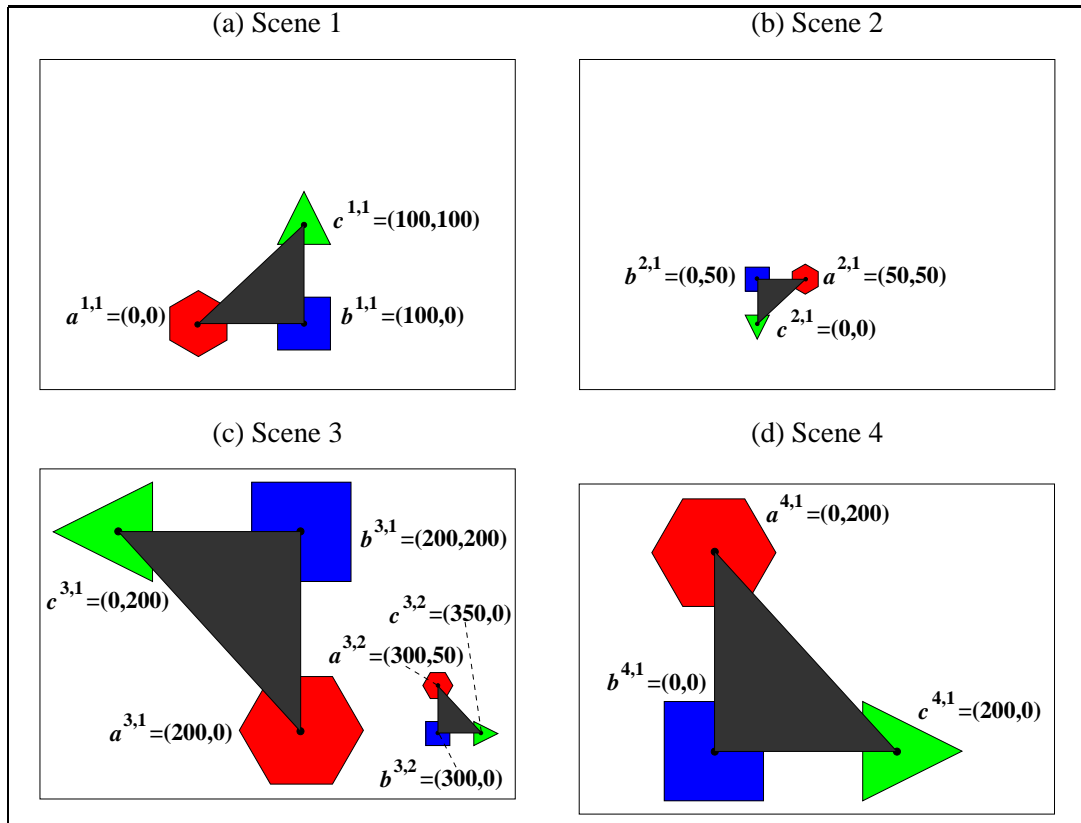 (a) Scene 1
c^{1,1}=(100,100)
a^{1,1}=(0,0)
b^{1,1}=(100,0)
(b) Scene 2
b^{2,1}=(0,50)
a^{2,1}=(50,50)
c^{2,1}=(0,0)
(c) Scene 3
b^{3,1}=(200,200)
c^{3,1}=(0,200)
c^{3,2}=(350,0)
a^{3,2}=(300,50)
a^{3,1}=(200,0)
b^{3,2}=(300,0)
(d) Scene 4
a^{4,1}=(0,200)
b^{4,1}=(0,0)
c^{4,1}=(200,0)